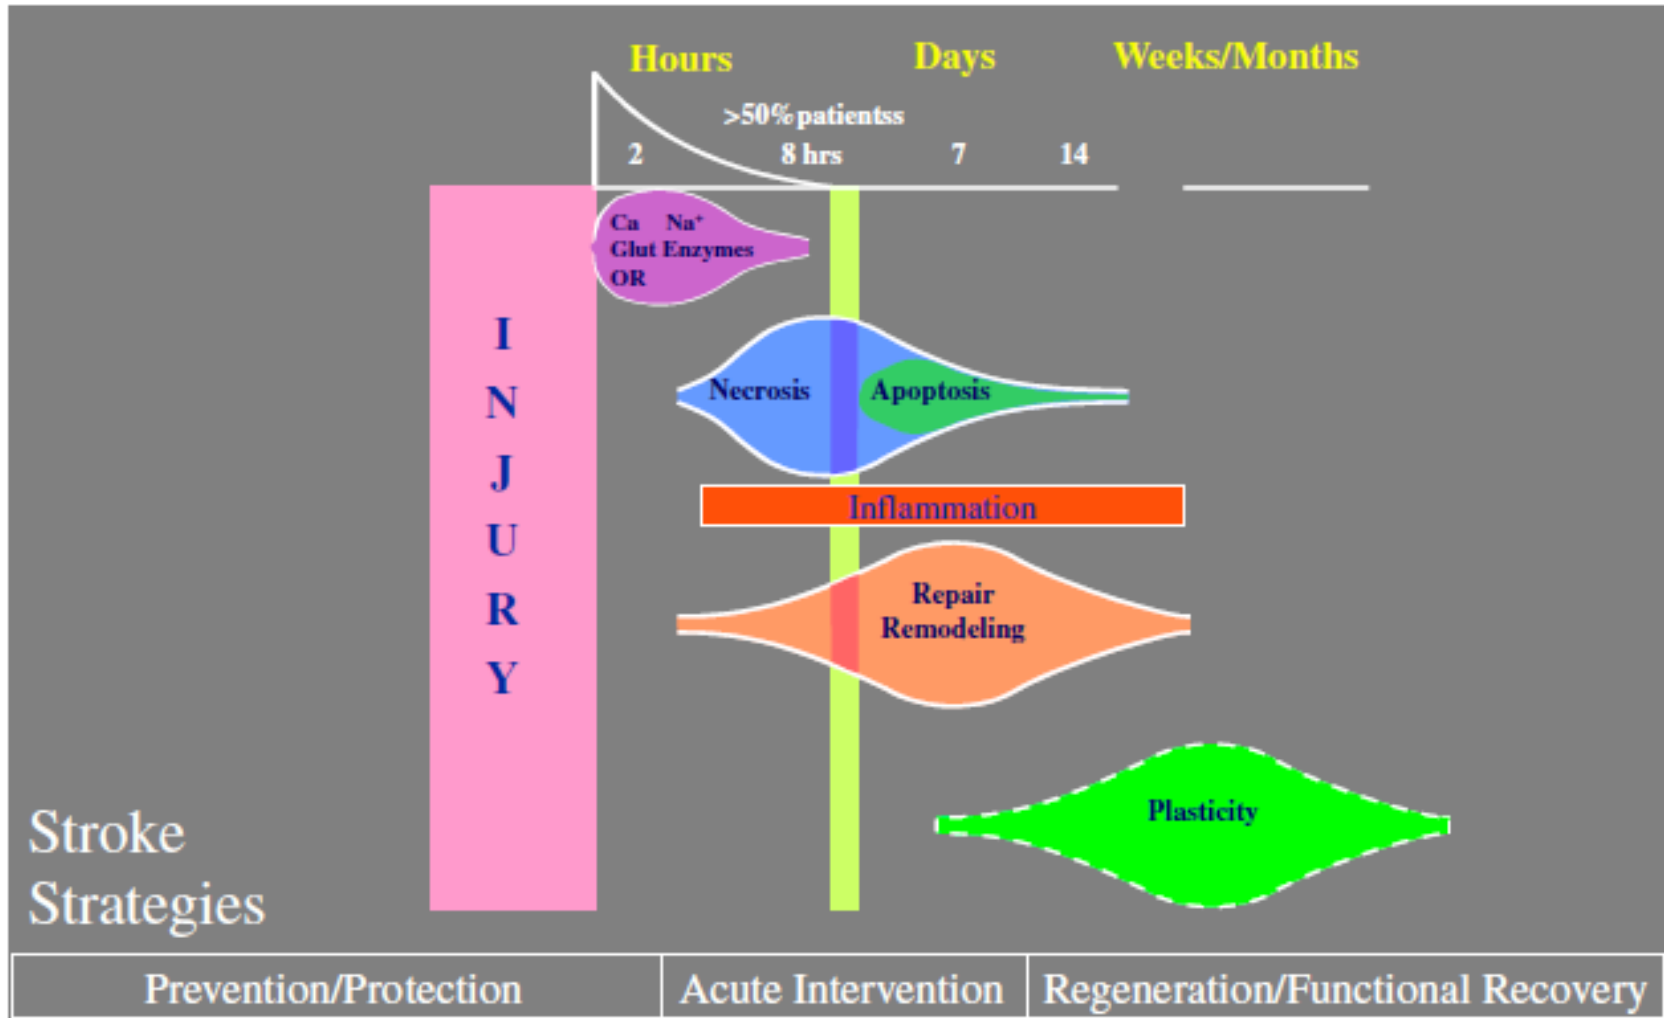 Hours
Days
Weeks/Months
>50%patientss
2
8 hrs
7
14
Ca Na⁺
Glut Enzymes
OR
I
N
J
U
R
Y
Necrosis
Apoptosis
Inflammation
Repair
Remodeling
Plasticity
Stroke
Strategies
Prevention/Protection
Acute Intervention
Regeneration/Functional Recovery